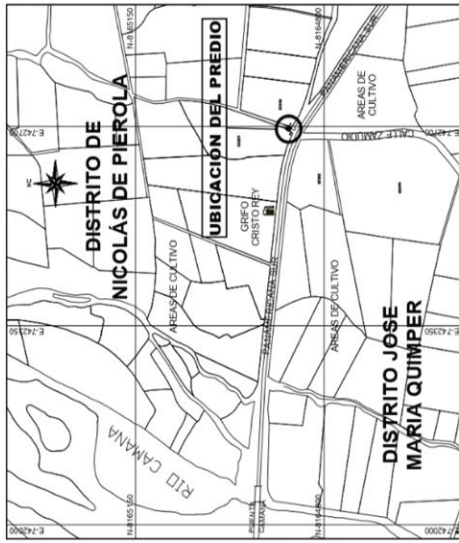 E-742000
E-742350
E-742700
N-8165150
N-8165150
N-8164800
N-8164800
DISTRITO DE
NICOLÁS DE PIEROLA
UBICACION DEL PREDIO
RIO CAMANA
AREAS DE CULTIVO
GRIFO
CRISTO REY
PANAMERICANA SUR
PANAMERICANA SUR
PUENTE
CAMANA
AREAS DE CULTIVO
AREAS DE
CULTIVO
CALLE ZAMUDIO
DISTRITO JOSE
MARIA QUIMPER
E-742000
E-742350
E-742700